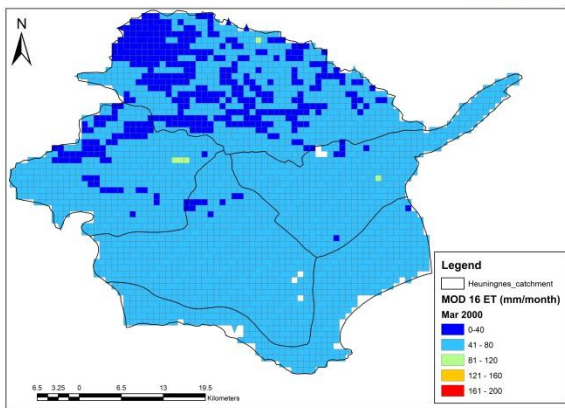 N
Legend
Heuningnes_catchment
MOD 16 ET (mm/month)
Mar 2000
0-40
41 - 80
81 - 120
121 - 160
161 - 200
6.5 3.25 0 6.5 13 19.5
Kilometers